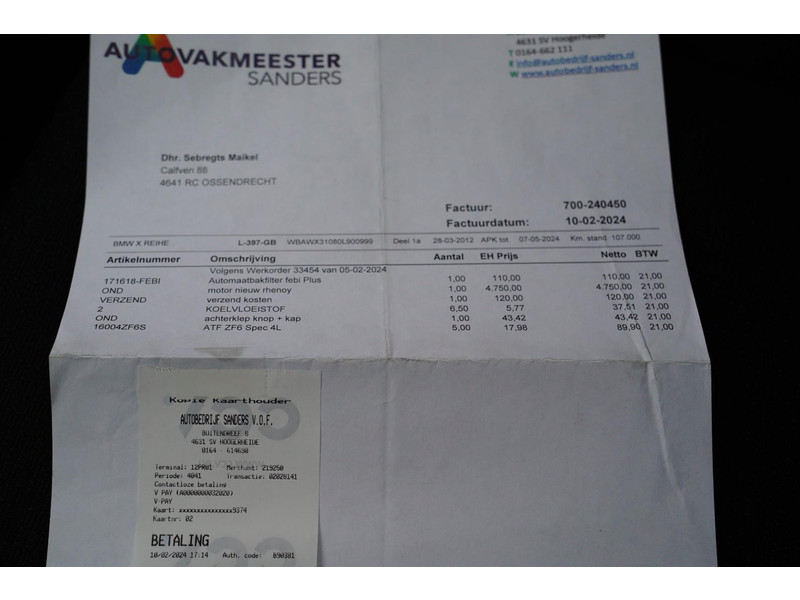 AUTOVAKMEESTER
SANDERS
4631 SV Hoogerheide
T 0164-662 111
E info@autobedrijf-sanders.nl
W www.autobedrijf-sanders.nl
Dhr. Sebregts Maikel
Calfven 88
4641 RC OSSENDRECHT
Factuur: 700-240450
Factuurdatum: 10-02-2024
BMW X REIHE L-397-GB WBAWX31080L900999 Deel 1a 28-03-2012 APK tot 07-05-2024 Km. stand 107.000
Artikelnummer Omschrijving Aantal EH Prijs Netto BTW
Volgens Werkorder 33454 van 05-02-2024
171618-FEBI Automaatbakfilter febi Plus 1,00 110,00 110,00 21,00
OND motor nieuw rhenoy 1,00 4.750,00 4.750,00 21,00
VERZEND verzend kosten 1,00 120,00 120,00 21,00
2 KOELVLOEISTOF 6,50 5,77 37,51 21,00
OND achterklep knop + kap 1,00 43,42 43,42 21,00
16004ZF6S ATF ZF6 Spec 4L 5,00 17,98 89,90 21,00
Kopie Kaarthouder
AUTOBEDRIJF SANDERS V.O.F.
BUITENDREEF 8
4631 SV HOOGERHEIDE
0164 614690
Terminal: 12PR01 Merchant: 219250
Periode: 4041 Transactie: 02028141
Contactloze betaling
V PAY (A0000000032020)
V-PAY
Kaart: xxxxxxxxxxxxxxx9374
Kaartnr: 02
BETALING
10/02/2024 17:14 Auth. code: B90381